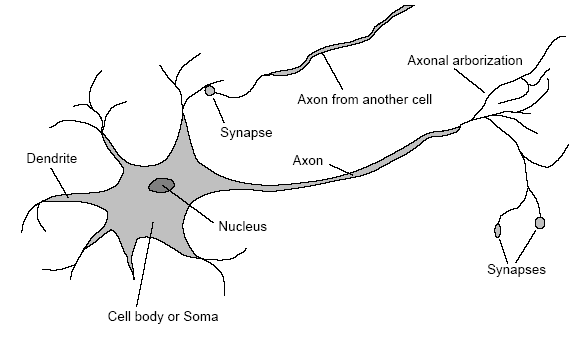 Axonal arborization
Axon from another cell
Synapse
Dendrite
Axon
Nucleus
Synapses
Cell body or Soma